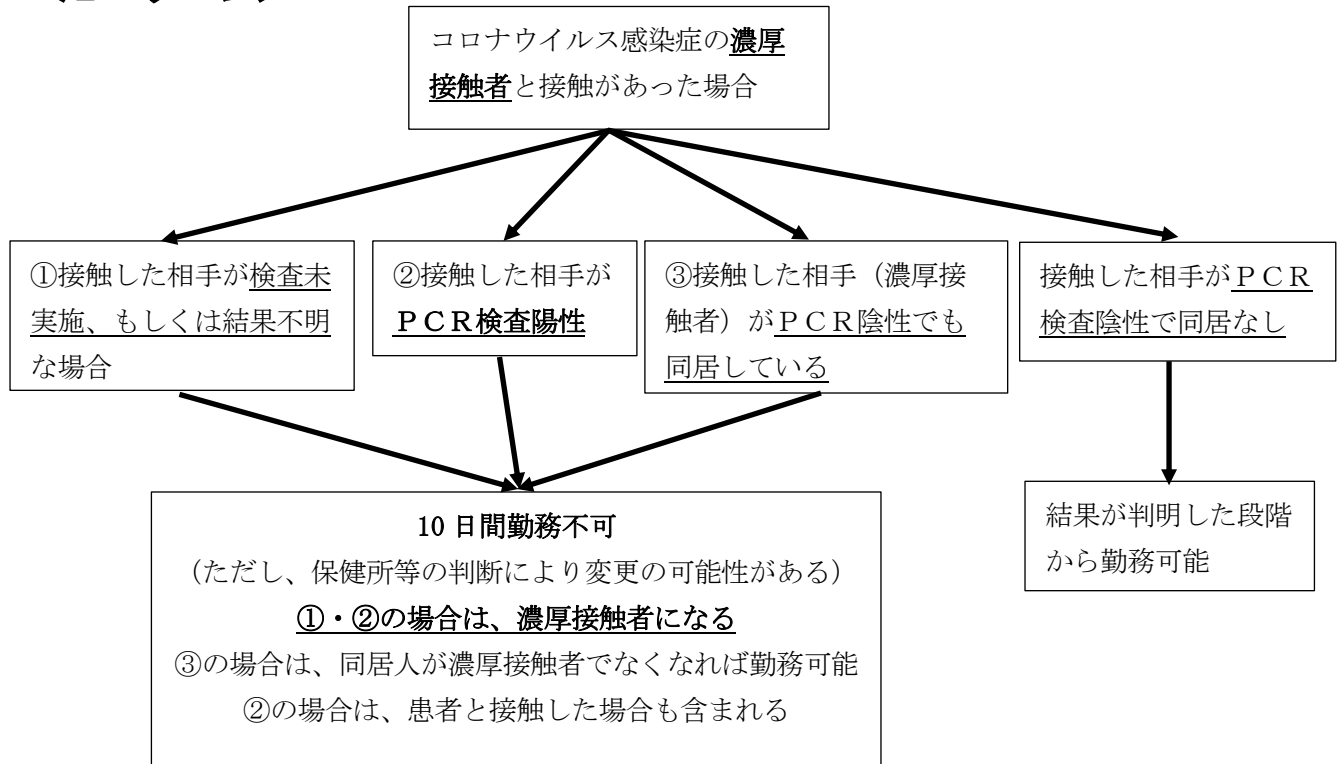 コロナウイルス感染症の濃厚
接触者と接触があった場合
①接触した相手が検査未
実施、もしくは結果不明
な場合
②接触した相手が
ＰＣＲ検査陽性
③接触した相手（濃厚接
触者）がＰＣＲ陰性でも
同居している
接触した相手がＰＣＲ
検査陰性で同居なし
10日間勤務不可
（ただし、保健所等の判断により変更の可能性がある）
①・②の場合は、濃厚接触者になる
③の場合は、同居人が濃厚接触者でなくなれば勤務可能
②の場合は、患者と接触した場合も含まれる
結果が判明した段階
から勤務可能